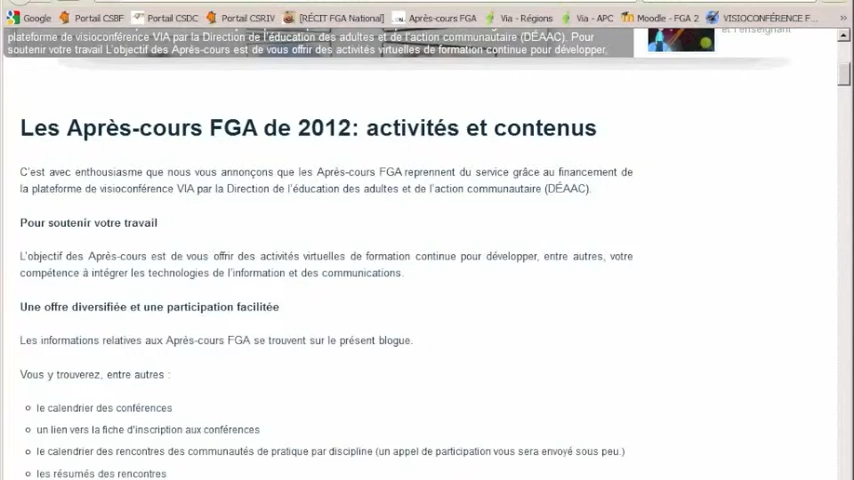 Google Portail CSBF Portail CSDC Portail CSRIV [RÉCIT FGA National] Après-cours FGA Via - Régions Via - APC Moodle - FGA 2 VISIOCONFÉRENCE F...
plateforme de visioconférence VIA par la Direction de l'éducation des adultes et de l'action communautaire (DÉAAC). Pour
soutenir votre travail L'objectif des Après-cours est de vous offrir des activités virtuelles de formation continue pour développer,
et l'enseignant
Les Après-cours FGA de 2012: activités et contenus
C'est avec enthousiasme que nous vous annonçons que les Après-cours FGA reprennent du service grâce au financement de
la plateforme de visioconférence VIA par la Direction de l'éducation des adultes et de l'action communautaire (DÉAAC).
Pour soutenir votre travail
L'objectif des Après-cours est de vous offrir des activités virtuelles de formation continue pour développer, entre autres, votre
compétence à intégrer les technologies de l'information et des communications.
Une offre diversifiée et une participation facilitée
Les informations relatives aux Après-cours FGA se trouvent sur le présent blogue.
Vous y trouverez, entre autres :
le calendrier des conférences
un lien vers la fiche d'inscription aux conférences
le calendrier des rencontres des communautés de pratique par discipline (un appel de participation vous sera envoyé sous peu.)
les résumés des rencontres